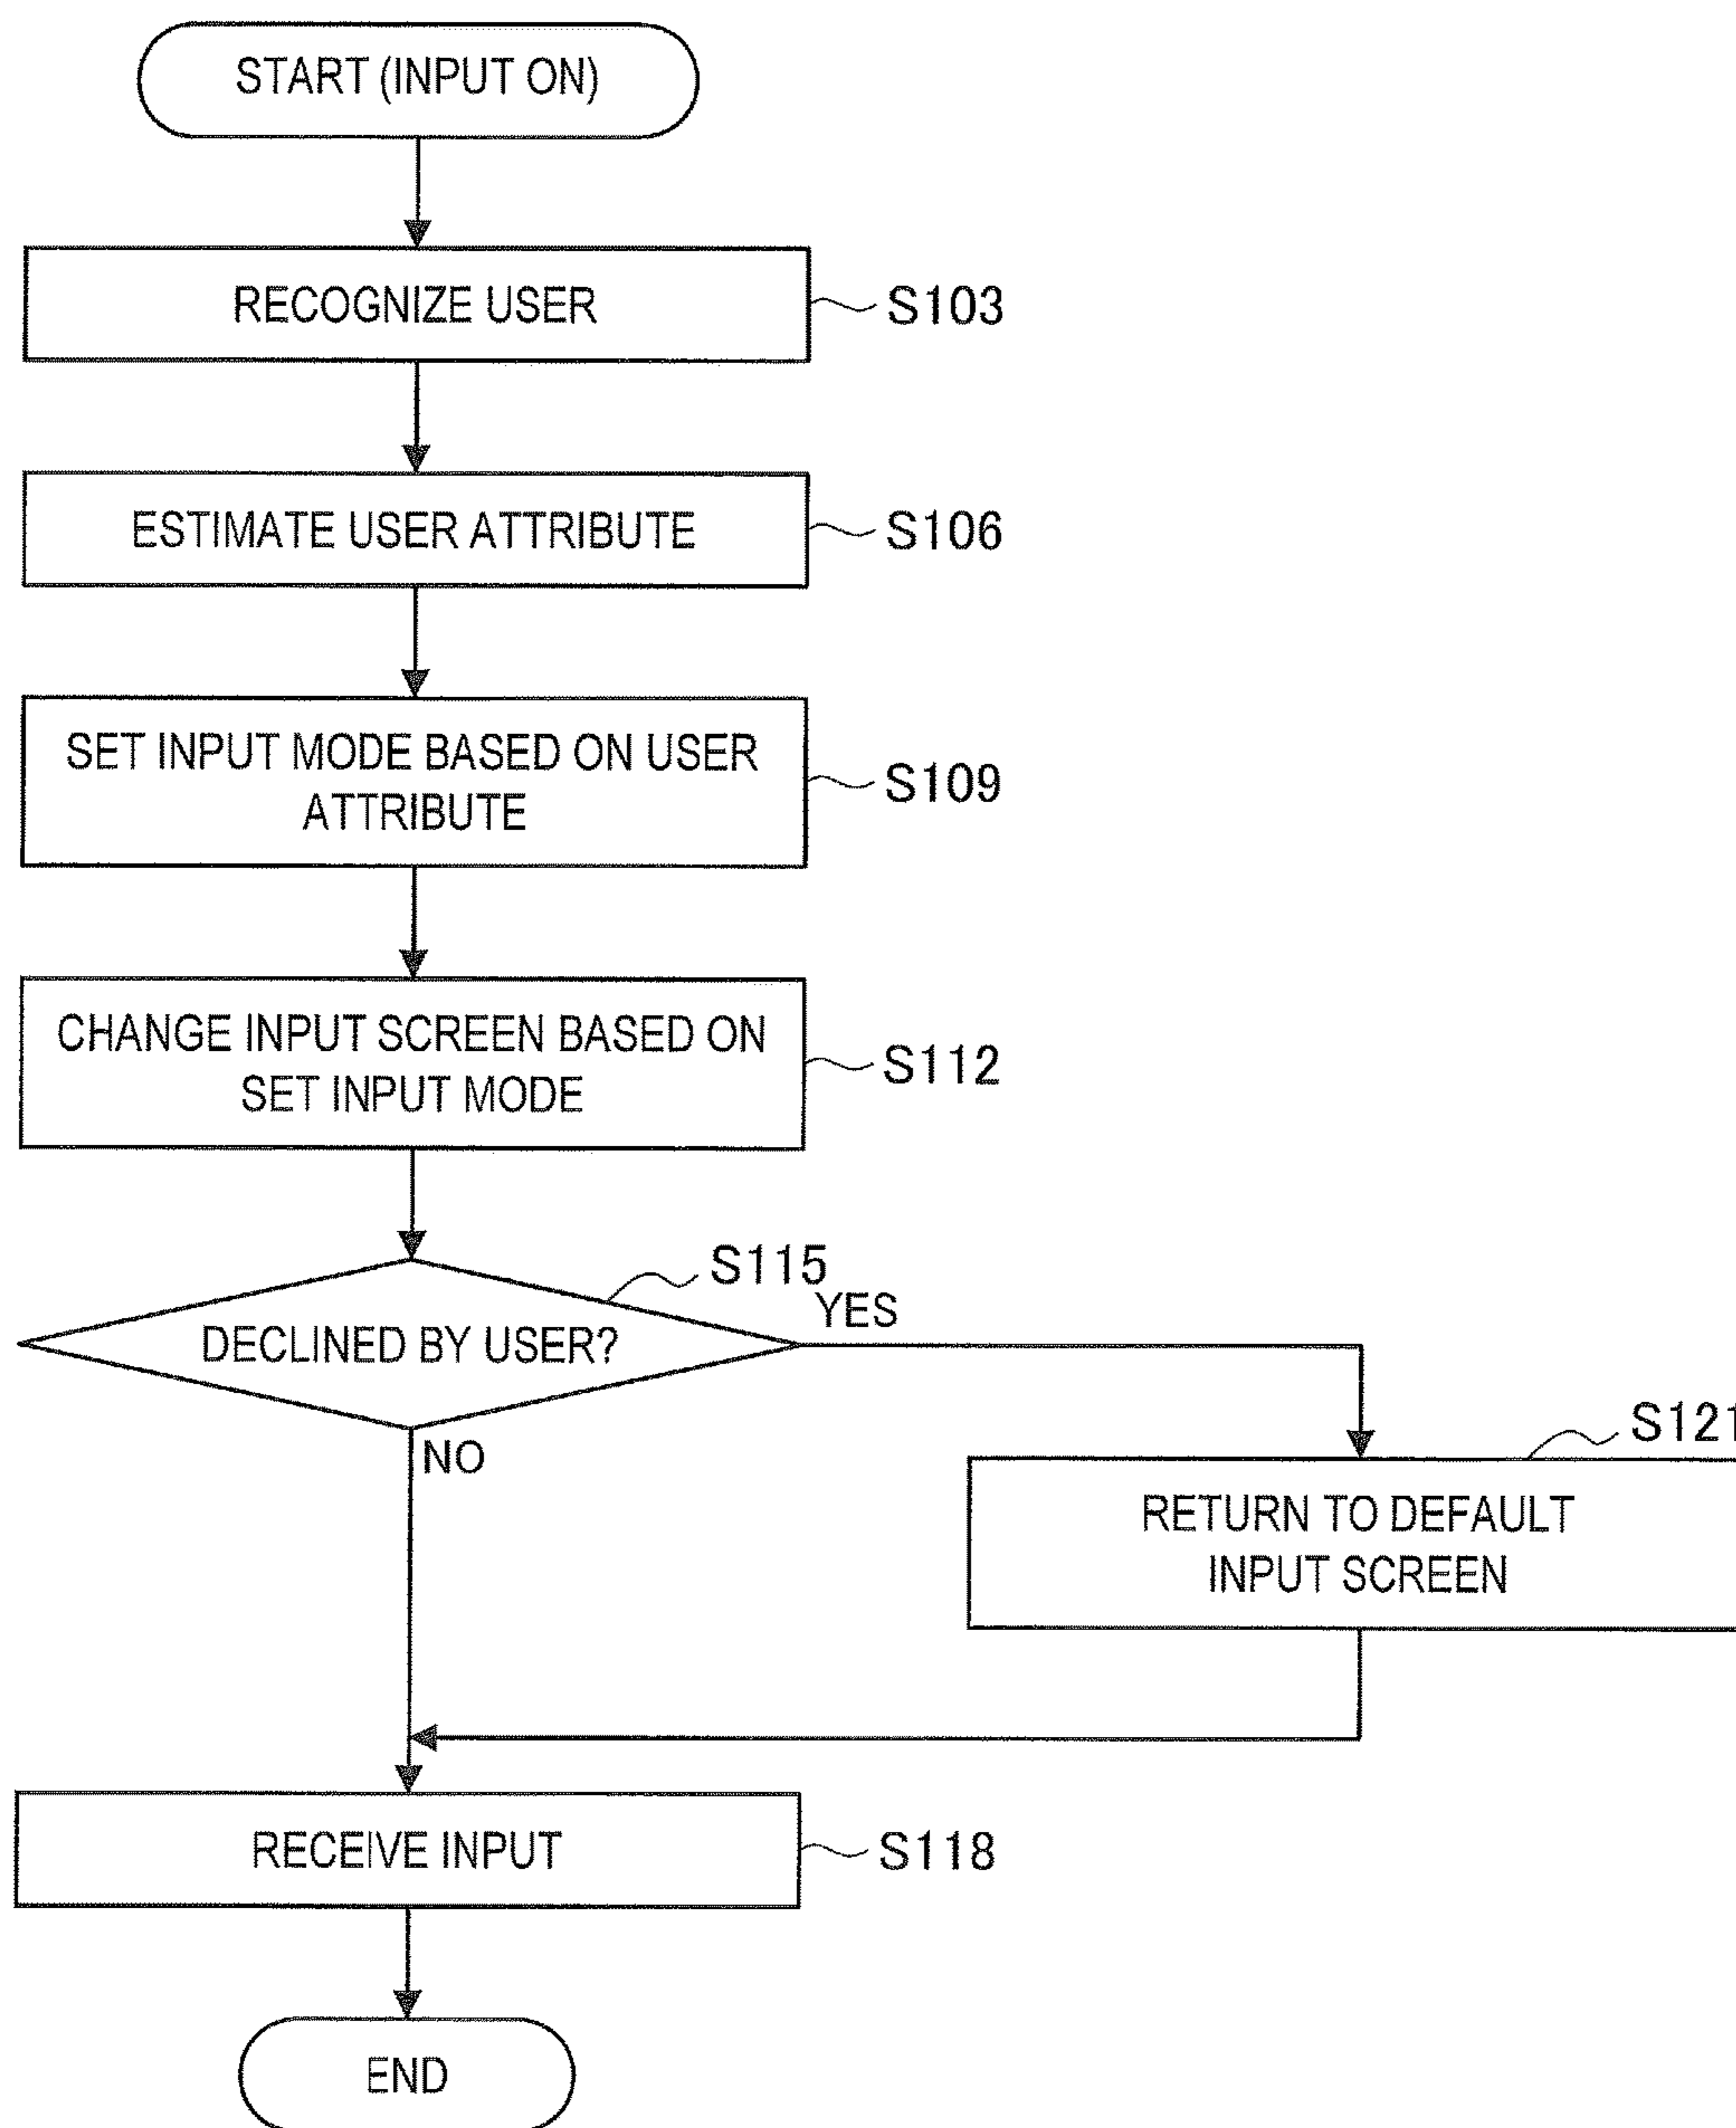 START (INPUT ON)
RECOGNIZE USER
S103
ESTIMATE USER ATTRIBUTE
S106
SET INPUT MODE BASED ON USER
ATTRIBUTE
S109
CHANGE INPUT SCREEN BASED ON
SET INPUT MODE
S112
S115
DECLINED BY USER?
YES
NO
S121
RETURN TO DEFAULT
INPUT SCREEN
RECEIVE INPUT
S118
END